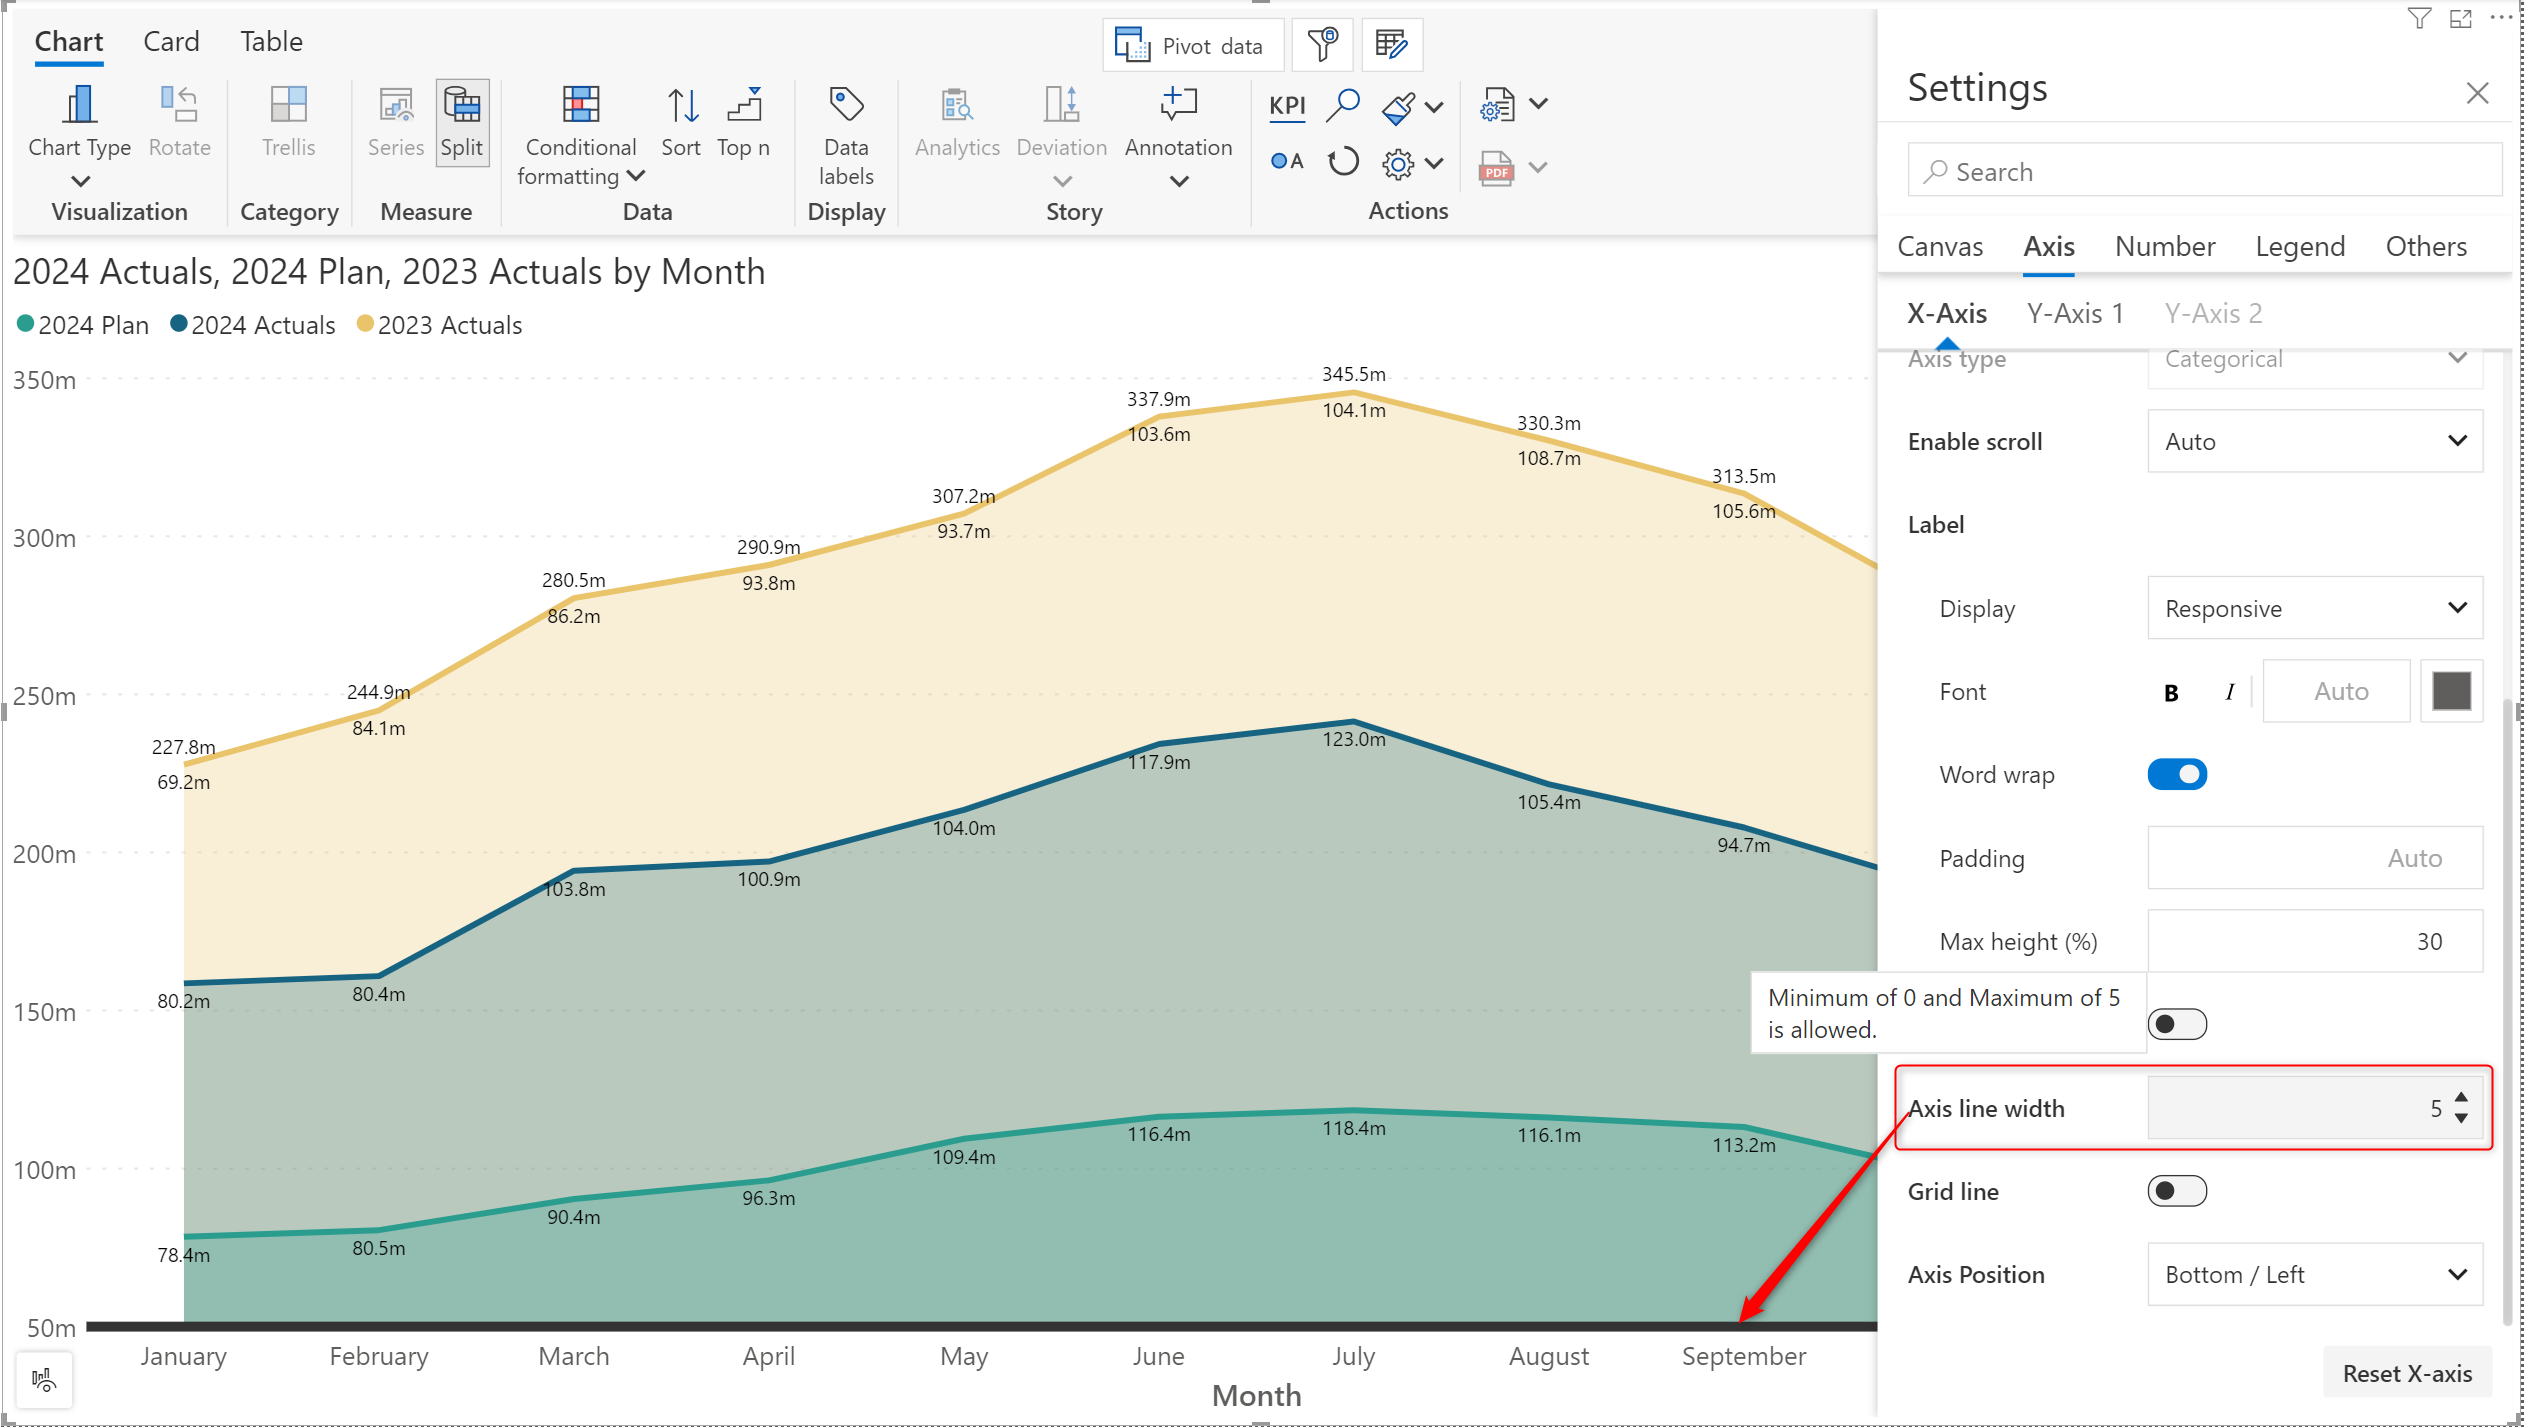 Chart Card Table
Pivot data
Chart Type Rotate Trellis Series Split Conditional formatting Sort Top n Data labels Analytics Deviation Annotation
KPI
A
PDF
Visualization Category Measure Data Display Story Actions
2024 Actuals, 2024 Plan, 2023 Actuals by Month
2024 Plan 2024 Actuals 2023 Actuals
350m
300m
250m
200m
150m
100m
50m
227.8m 244.9m 280.5m 290.9m 307.2m 337.9m 345.5m 330.3m 313.5m
69.2m 84.1m 86.2m 93.8m 93.7m 103.6m 104.1m 108.7m 105.6m
80.2m 80.4m 103.8m 100.9m 104.0m 117.9m 123.0m 105.4m 94.7m
78.4m 80.5m 90.4m 96.3m 109.4m 116.4m 118.4m 116.1m 113.2m
January February March April May June July August September
Month
Settings
Search
Canvas Axis Number Legend Others
X-Axis Y-Axis 1 Y-Axis 2
Axis type Categorical
Enable scroll Auto
Label
Display Responsive
Font B I Auto
Word wrap
Padding Auto
Max height (%) 30
Minimum of 0 and Maximum of 5
is allowed.
Axis line width 5
Grid line
Axis Position Bottom / Left
Reset X-axis